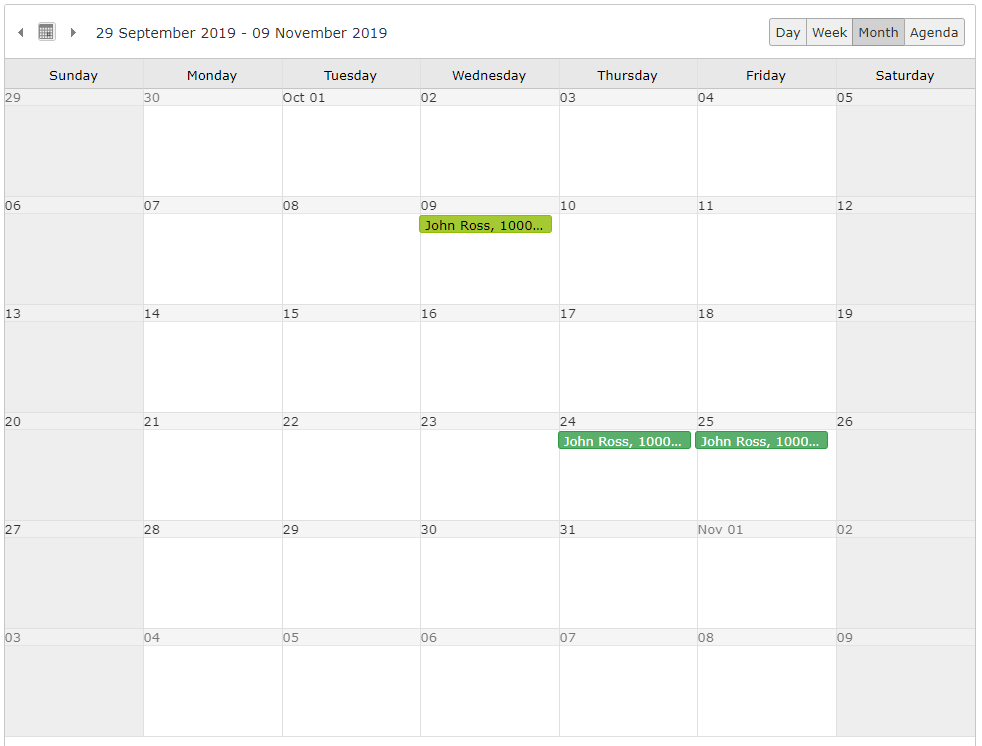 29 September 2019 - 09 November 2019 Day Week Month Agenda
Sunday Monday Tuesday Wednesday Thursday Friday Saturday
29 30 Oct 01 02 03 04 05
06 07 08 09 10 11 12
John Ross, 1000...
13 14 15 16 17 18 19
20 21 22 23 24 25 26
John Ross, 1000... John Ross, 1000...
27 28 29 30 31 Nov 01 02
03 04 05 06 07 08 09